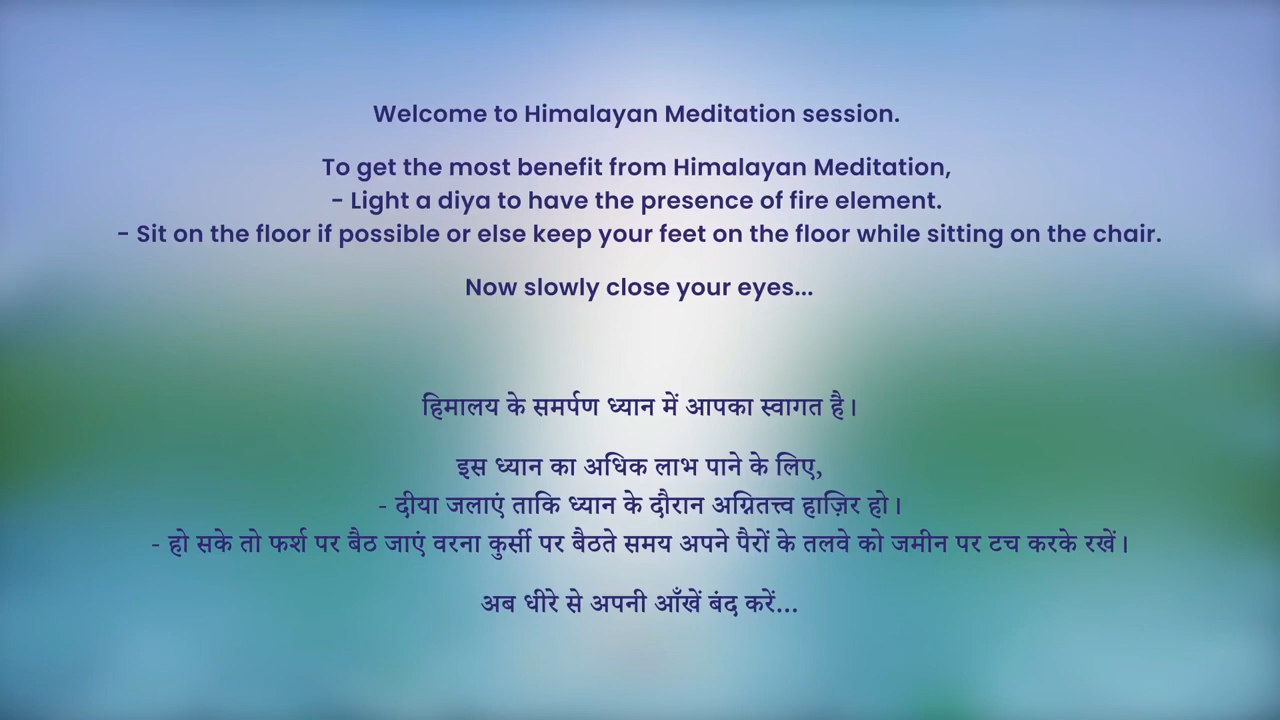 Welcome to Himalayan Meditation session.
To get the most benefit from Himalayan Meditation,
- Light a diya to have the presence of fire element.
- Sit on the floor if possible or else keep your feet on the floor while sitting on the chair.
Now slowly close your eyes...
हिमालय के समर्पण ध्यान में आपका स्वागत है।
इस ध्यान का अधिक लाभ पाने के लिए,
- दीया जलाएं ताकि ध्यान के दौरान अग्नितत्त्व हाज़िर हो।
- हो सके तो फर्श पर बैठ जाएं वरना कुर्सी पर बैठते समय अपने पैरों के तलवे को जमीन पर टच करके रखें।
अब धीरे से अपनी आँखें बंद करें...